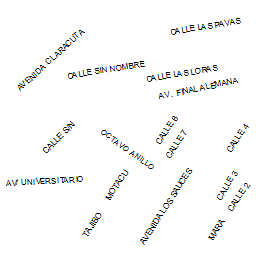 CALLE LAS PAVAS
AVENIDA CLARACUTA
CALLE SIN NOMBRE
CALLE LAS LORAS
AV. FINAL ALEMANA
CALLE S/N
OCTAVO ANILLO
CALLE 6
CALLE 7
CALLE 4
AV UNIVERSITARIO
MOTACU
AVENIDA LOS SAUCES
CALLE 3
CALLE 2
TAJIBO
MARA